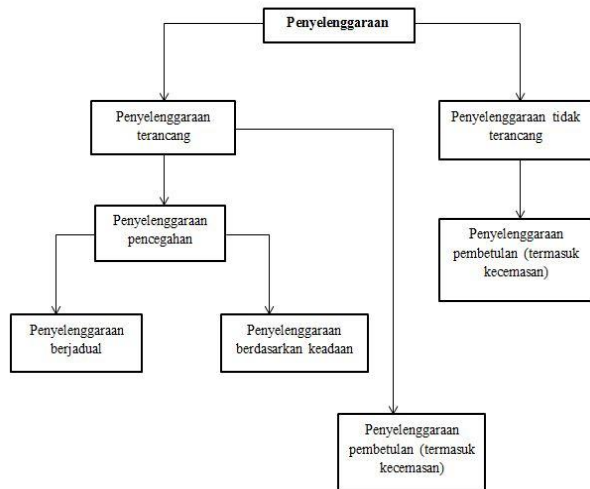 Penyelenggaraan
Penyelenggaraan
terancang
Penyelenggaraan tidak
terancang
Penyelenggaraan
pencegahan
Penyelenggaraan
pembetulan (termasuk
kecemasan)
Penyelenggaraan
berjadual
Penyelenggaraan
berdasarkan keadaan
Penyelenggaraan
pembetulan (termasuk
kecemasan)